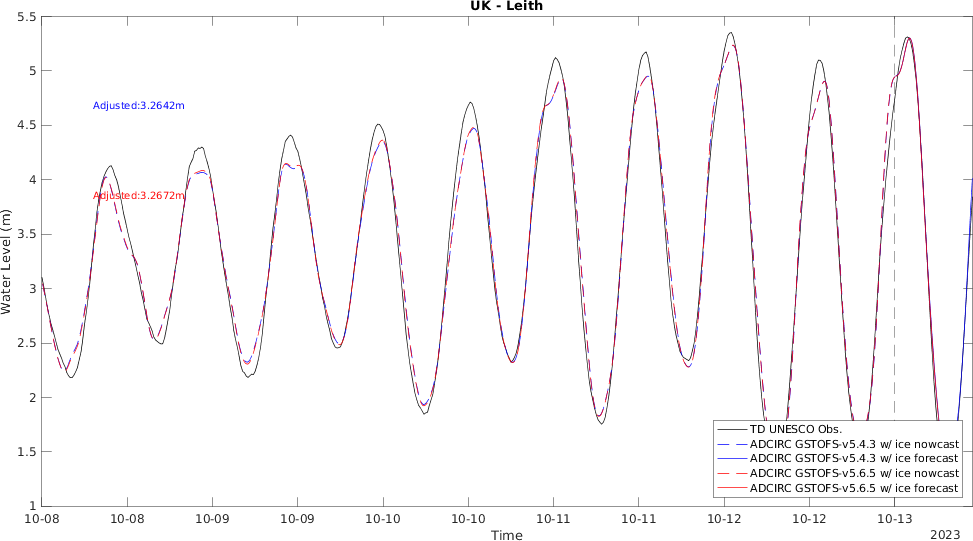 UK - Leith
5.5
5
4.5
4
3.5
3
2.5
2
1.5
1
Water Level (m)
Adjusted:3.2642m
Adjusted:3.2672m
TD UNESCO Obs.
ADCIRC GSTOFS-v5.4.3 w/ ice nowcast
ADCIRC GSTOFS-v5.4.3 w/ ice forecast
ADCIRC GSTOFS-v5.6.5 w/ ice nowcast
ADCIRC GSTOFS-v5.6.5 w/ ice forecast
10-08 10-08 10-09 10-09 10-10 10-10 10-11 10-11 10-12 10-12 10-13
Time
2023